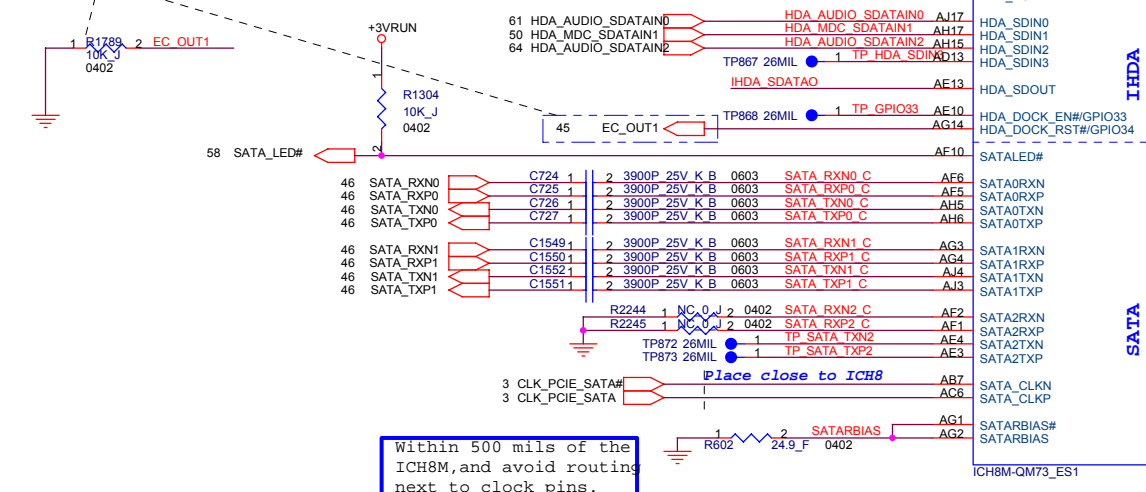 61 HDA_AUDIO_SDATAIN0 HDA_AUDIO_SDATAIN0 AJ17 HDA_SDIN0
50 HDA_MDC_SDATAIN1 HDA_MDC_SDATAIN1 AH17 HDA_SDIN1
64 HDA_AUDIO_SDATAIN2 HDA_AUDIO_SDATAIN2 AH15 HDA_SDIN2
TP867 26MIL 1 TP_HDA_SDIN3 AD13 HDA_SDIN3
IHDA_SDATAO AE13 HDA_SDOUT
TP868 26MIL 1 TP_GPIO33 AE10 HDA_DOCK_EN#/GPIO33
45 EC_OUT1 AG14 HDA_DOCK_RST#/GPIO34
IHDA
+3VRUN
1 R1789 2 EC_OUT1
10K_J
0402
1
R1304
10K_J
0402
2
58 SATA_LED# AF10 SATALED#
46 SATA_RXN0 C724 1 2 3900P_25V_K_B 0603 SATA_RXN0_C AF6 SATA0RXN
46 SATA_RXP0 C725 1 2 3900P_25V_K_B 0603 SATA_RXP0_C AF5 SATA0RXP
46 SATA_TXN0 C726 1 2 3900P_25V_K_B 0603 SATA_TXN0_C AH5 SATA0TXN
46 SATA_TXP0 C727 1 2 3900P_25V_K_B 0603 SATA_TXP0_C AH6 SATA0TXP
46 SATA_RXN1 C1549 1 2 3900P_25V_K_B 0603 SATA_RXN1_C AG3 SATA1RXN
46 SATA_RXP1 C1550 1 2 3900P_25V_K_B 0603 SATA_RXP1_C AG4 SATA1RXP
46 SATA_TXN1 C1552 1 2 3900P_25V_K_B 0603 SATA_TXN1_C AJ4 SATA1TXN
46 SATA_TXP1 C1551 1 2 3900P_25V_K_B 0603 SATA_TXP1_C AJ3 SATA1TXP
R2244 1 NC_0_J 2 0402 SATA_RXN2_C AF2 SATA2RXN
R2245 1 NC_0_J 2 0402 SATA_RXP2_C AF1 SATA2RXP
TP872 26MIL 1 TP_SATA_TXN2 AE4 SATA2TXN
TP873 26MIL 1 TP_SATA_TXP2 AE3 SATA2TXP
SATA
Place close to ICH8
3 CLK_PCIE_SATA# AB7 SATA_CLKN
3 CLK_PCIE_SATA AC6 SATA_CLKP
AG1 SATARBIAS#
1 2 SATARBIAS AG2 SATARBIAS
R602 24.9_F 0402
Within 500 mils of the
ICH8M,and avoid routing
next to clock pins.
ICH8M-QM73_ES1